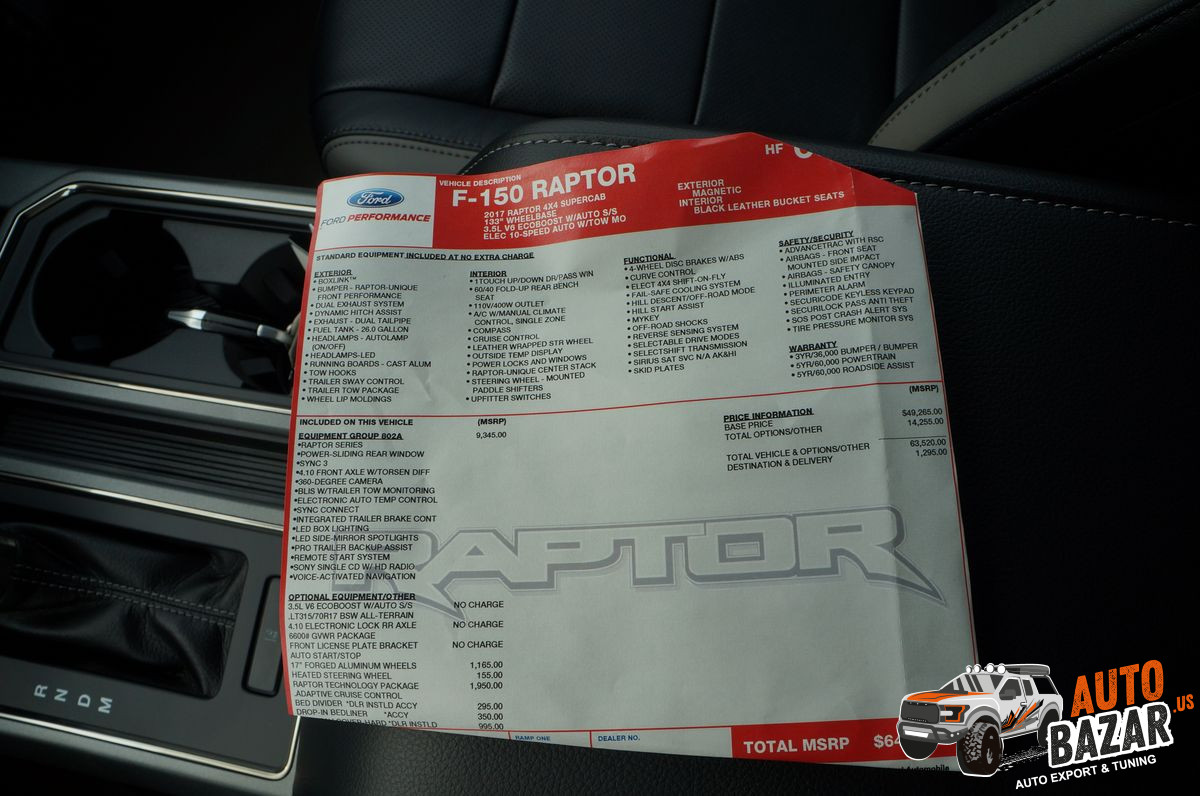 HF
Ford
FORD PERFORMANCE
VEHICLE DESCRIPTION
F-150 RAPTOR
2017 RAPTOR 4X4 SUPERCAB
133" WHEELBASE
3.5L V6 ECOBOOST W/AUTO S/S
ELEC 10-SPEED AUTO W/TOW MO
EXTERIOR
MAGNETIC
INTERIOR
BLACK LEATHER BUCKET SEATS
STANDARD EQUIPMENT INCLUDED AT NO EXTRA CHARGE
EXTERIOR
• BOXLINK™
• BUMPER - RAPTOR-UNIQUE
FRONT PERFORMANCE
• DUAL EXHAUST SYSTEM
• DYNAMIC HITCH ASSIST
• EXHAUST - DUAL TAILPIPE
• FUEL TANK - 26.0 GALLON
• HEADLAMPS - AUTOLAMP
(ON/OFF)
• HEADLAMPS-LED
• RUNNING BOARDS - CAST ALUM
• TOW HOOKS
• TRAILER SWAY CONTROL
• TRAILER TOW PACKAGE
• WHEEL LIP MOLDINGS
INTERIOR
• 1TOUCH UP/DOWN DR/PASS WIN
• 60/40 FOLD-UP REAR BENCH
SEAT
• 110V/400W OUTLET
• A/C W/MANUAL CLIMATE
CONTROL, SINGLE ZONE
• COMPASS
• CRUISE CONTROL
• LEATHER WRAPPED STR WHEEL
• OUTSIDE TEMP DISPLAY
• POWER LOCKS AND WINDOWS
• RAPTOR-UNIQUE CENTER STACK
• STEERING WHEEL - MOUNTED
PADDLE SHIFTERS
• UPFITTER SWITCHES
FUNCTIONAL
• 4-WHEEL DISC BRAKES W/ABS
• CURVE CONTROL
• ELECT 4X4 SHIFT-ON-FLY
• FAIL-SAFE COOLING SYSTEM
• HILL DESCENT/OFF-ROAD MODE
• HILL START ASSIST
• MYKEY
• OFF-ROAD SHOCKS
• REVERSE SENSING SYSTEM
• SELECTABLE DRIVE MODES
• SELECTSHIFT TRANSMISSION
• SIRIUS SAT SVC N/A AK&HI
• SKID PLATES
SAFETY/SECURITY
• ADVANCETRAC WITH RSC
• AIRBAGS - FRONT SEAT
MOUNTED SIDE IMPACT
• AIRBAGS - SAFETY CANOPY
• ILLUMINATED ENTRY
• PERIMETER ALARM
• SECURICODE KEYLESS KEYPAD
• SECURILOCK PASS ANTI THEFT
• SOS POST CRASH ALERT SYS
• TIRE PRESSURE MONITOR SYS
WARRANTY
• 3YR/36,000 BUMPER / BUMPER
• 5YR/60,000 POWERTRAIN
• 5YR/60,000 ROADSIDE ASSIST
INCLUDED ON THIS VEHICLE (MSRP)
EQUIPMENT GROUP 802A 9,345.00
•RAPTOR SERIES
•POWER-SLIDING REAR WINDOW
•SYNC 3
•4.10 FRONT AXLE W/TORSEN DIFF
•360-DEGREE CAMERA
•BLIS W/TRAILER TOW MONITORING
•ELECTRONIC AUTO TEMP CONTROL
•SYNC CONNECT
•INTEGRATED TRAILER BRAKE CONT
•LED BOX LIGHTING
•LED SIDE-MIRROR SPOTLIGHTS
•PRO TRAILER BACKUP ASSIST
•REMOTE START SYSTEM
•SONY SINGLE CD W/ HD RADIO
•VOICE-ACTIVATED NAVIGATION
OPTIONAL EQUIPMENT/OTHER
3.5L V6 ECOBOOST W/AUTO S/S NO CHARGE
.LT315/70R17 BSW ALL-TERRAIN
4.10 ELECTRONIC LOCK RR AXLE NO CHARGE
6600# GVWR PACKAGE
FRONT LICENSE PLATE BRACKET NO CHARGE
AUTO START/STOP
17" FORGED ALUMINUM WHEELS 1,165.00
HEATED STEERING WHEEL 155.00
RAPTOR TECHNOLOGY PACKAGE 1,950.00
.ADAPTIVE CRUISE CONTROL
BED DIVIDER *DLR INSTLD ACCY 295.00
DROP-IN BEDLINER *ACCY 350.00
COVER-HARD *DLR INSTLD 995.00
(MSRP)
PRICE INFORMATION
BASE PRICE $49,265.00
TOTAL OPTIONS/OTHER 14,255.00
TOTAL VEHICLE & OPTIONS/OTHER 63,520.00
DESTINATION & DELIVERY 1,295.00
RAPTOR
RAMP ONE
DEALER NO.
TOTAL MSRP $64
Automobile
R N D M
AUTO
BAZAR.US
AUTO EXPORT & TUNING